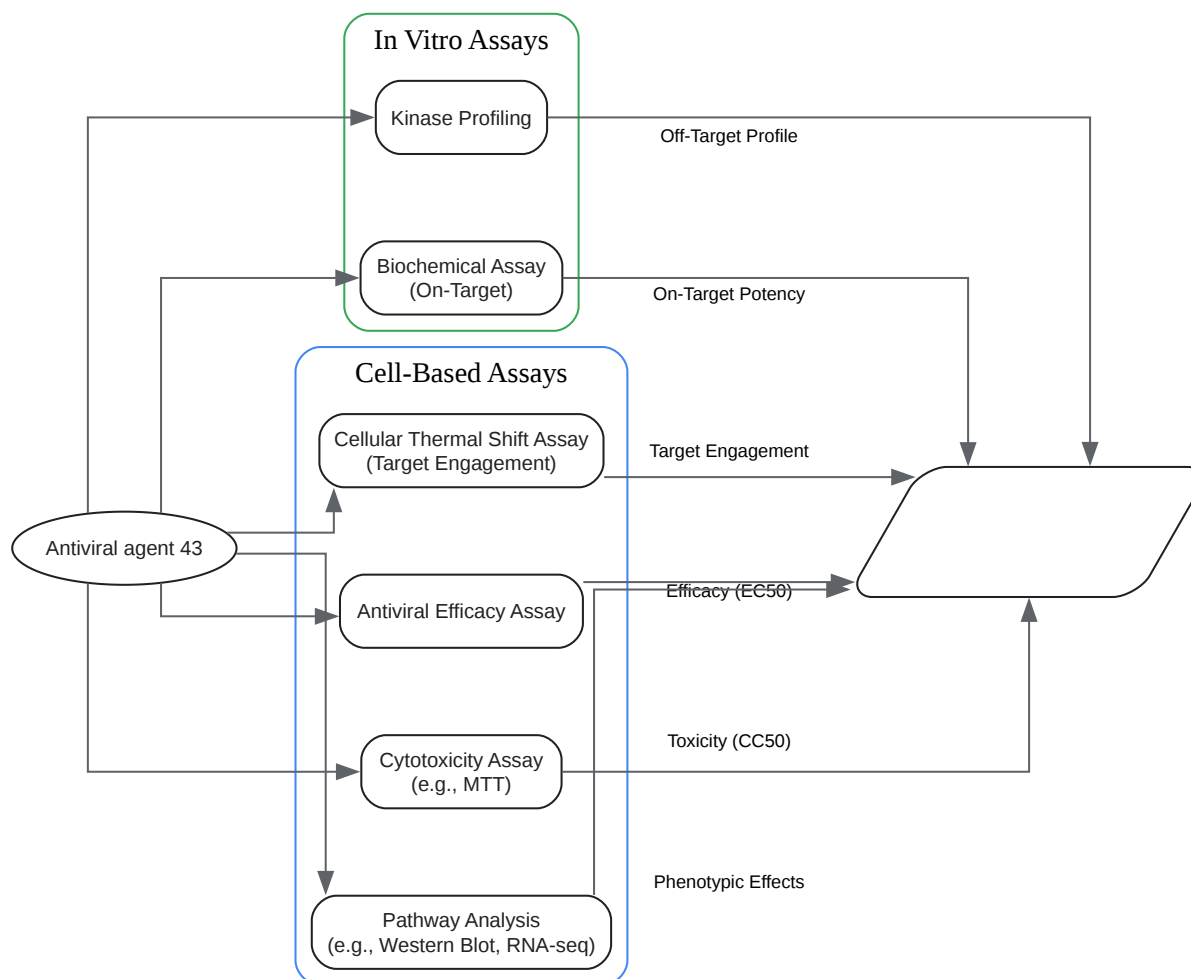 In Vitro Assays
Kinase Profiling
Off-Target Profile
Biochemical Assay
(On-Target)
On-Target Potency
Cell-Based Assays
Cellular Thermal Shift Assay
(Target Engagement)
Target Engagement
Antiviral agent 43
Antiviral Efficacy Assay
Efficacy (EC50)
Cytotoxicity Assay
(e.g., MTT)
Toxicity (CC50)
Phenotypic Effects
Pathway Analysis
(e.g., Western Blot, RNA-seq)